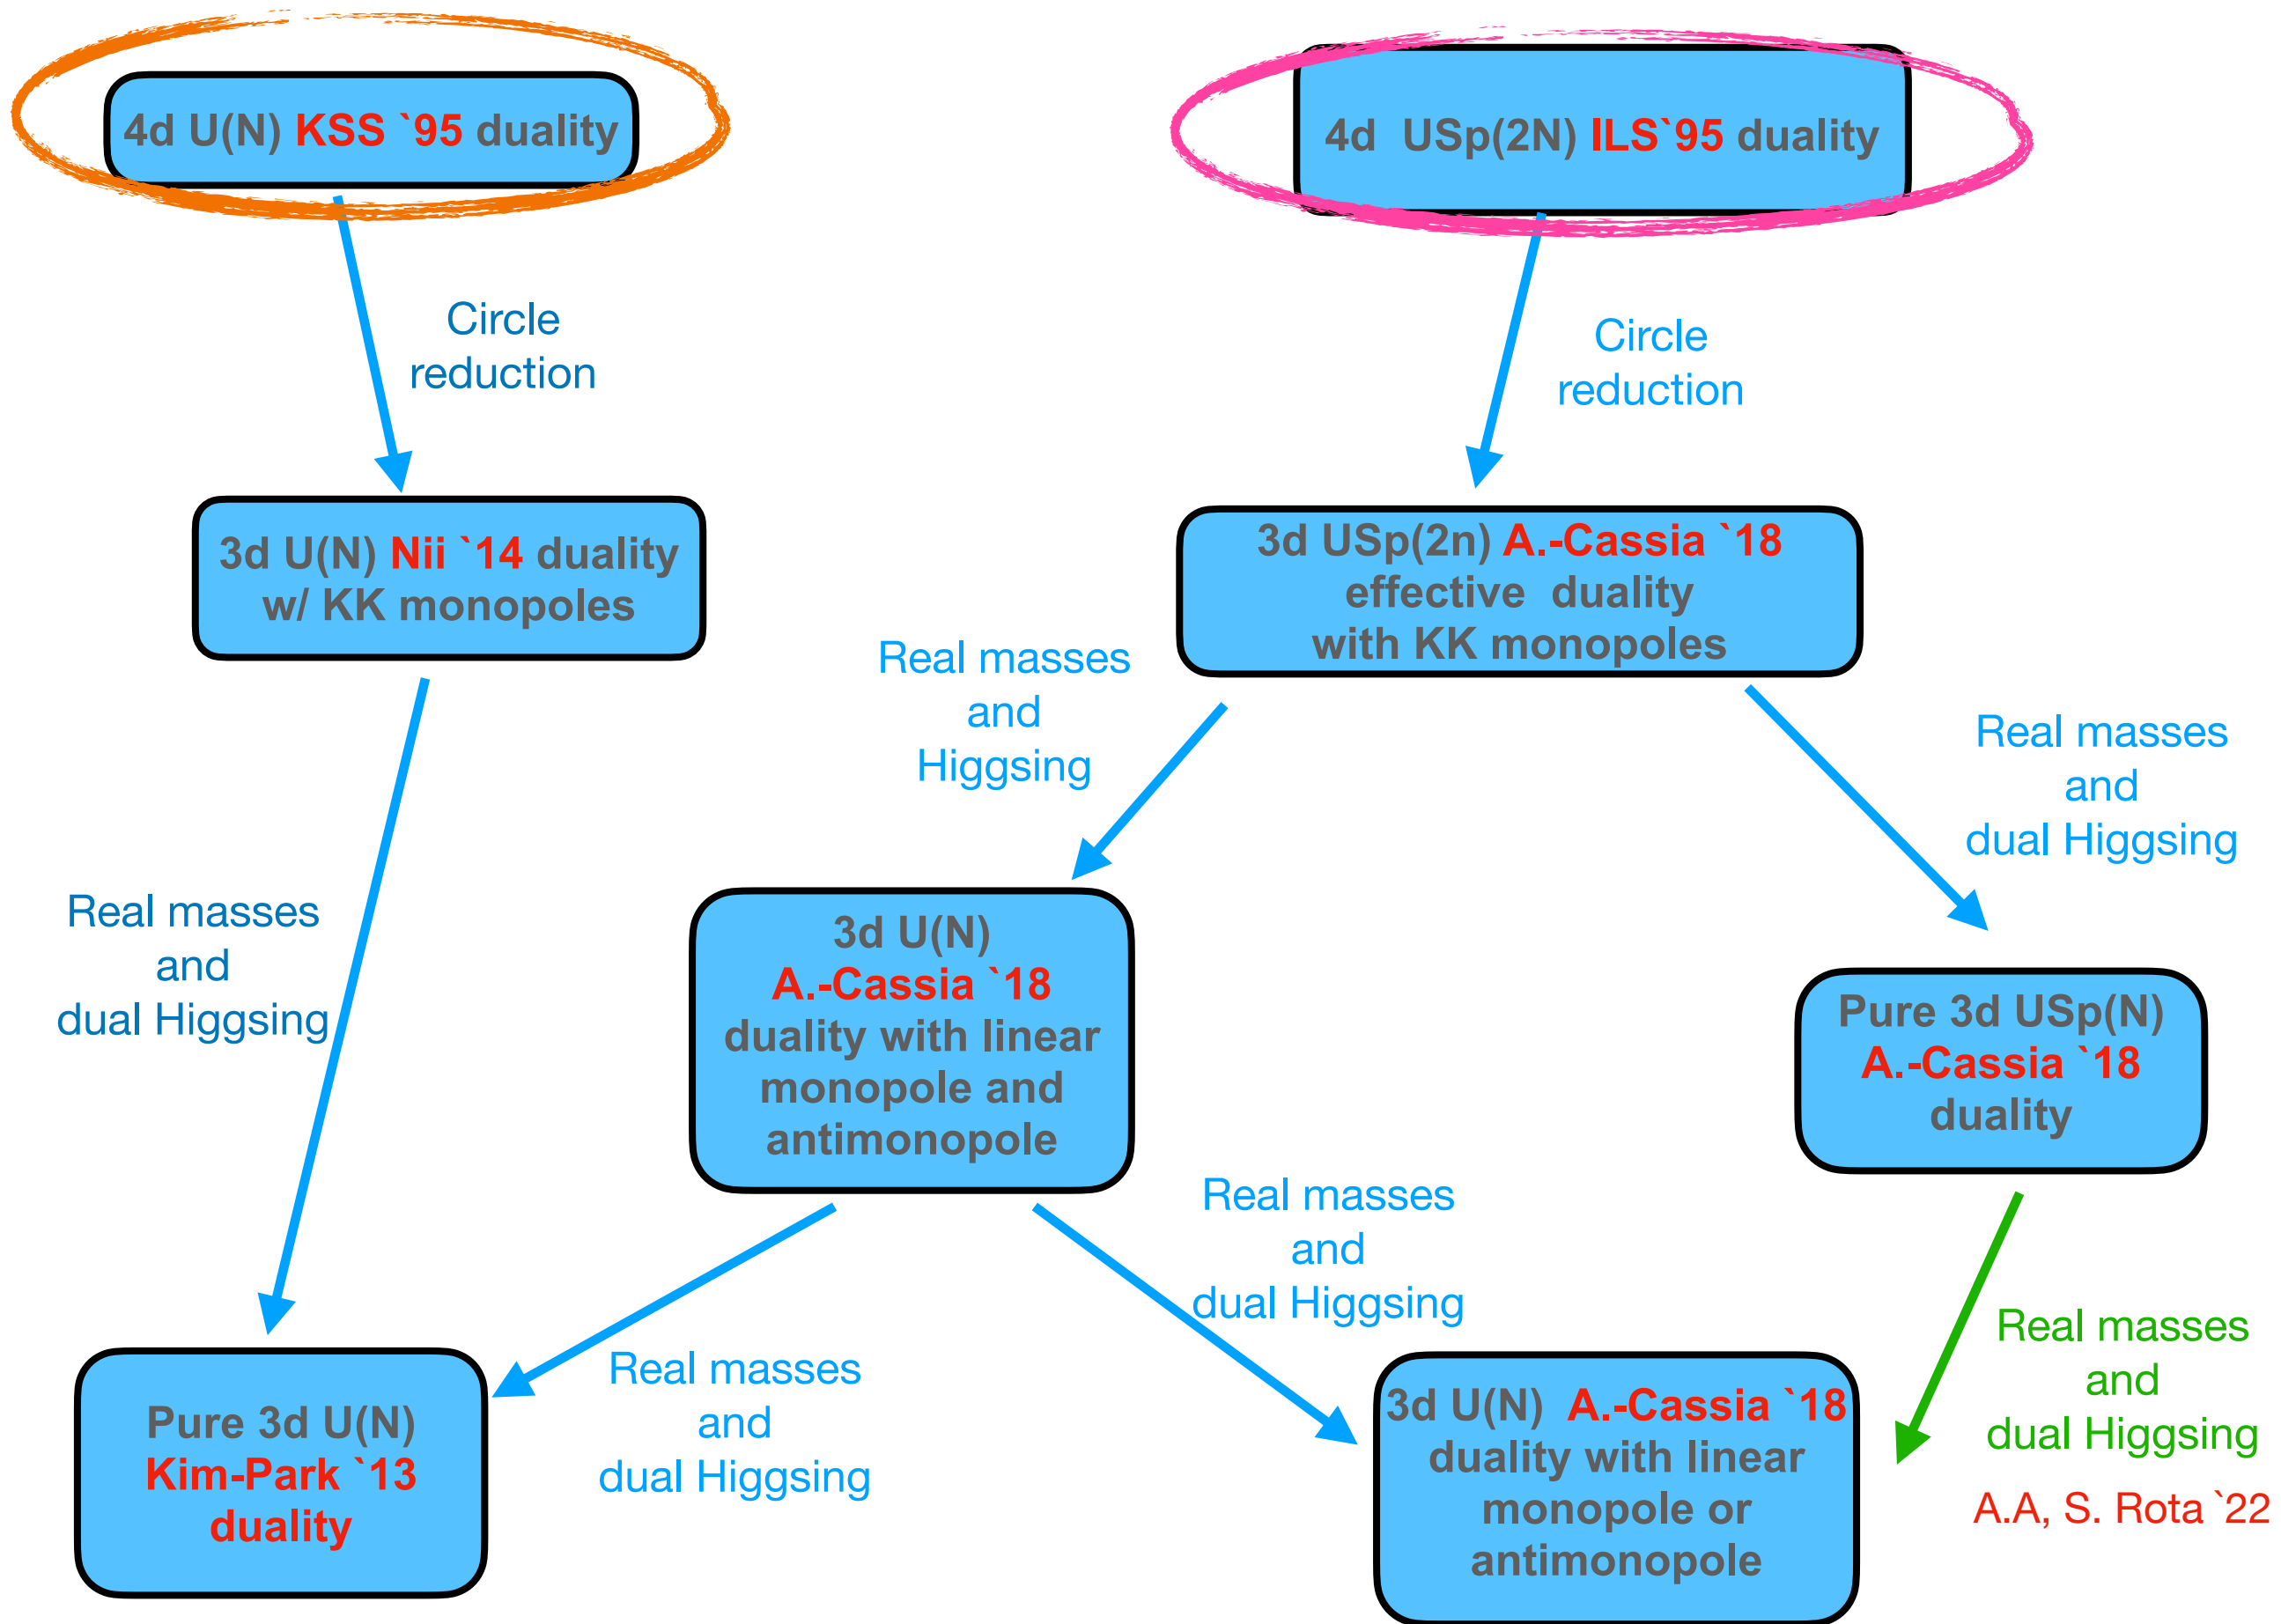 4d U(N) KSS `95 duality
4d USp(2N) ILS`95 duality
Circle
reduction
Circle
reduction
3d U(N) Nii `14 duality
w/ KK monopoles
3d USp(2n) A.-Cassia `18
effective duality
with KK monopoles
Real masses
and
Higgsing
Real masses
and
dual Higgsing
Real masses
and
dual Higgsing
3d U(N)
A.-Cassia `18
duality with linear
monopole and
antimonopole
Pure 3d USp(N)
A.-Cassia `18
duality
Real masses
and
dual Higgsing
Real masses
and
dual Higgsing
Real masses
and
dual Higgsing
A.A, S. Rota `22
Pure 3d U(N)
Kim-Park `13
duality
3d U(N) A.-Cassia `18
duality with linear
monopole or
antimonopole